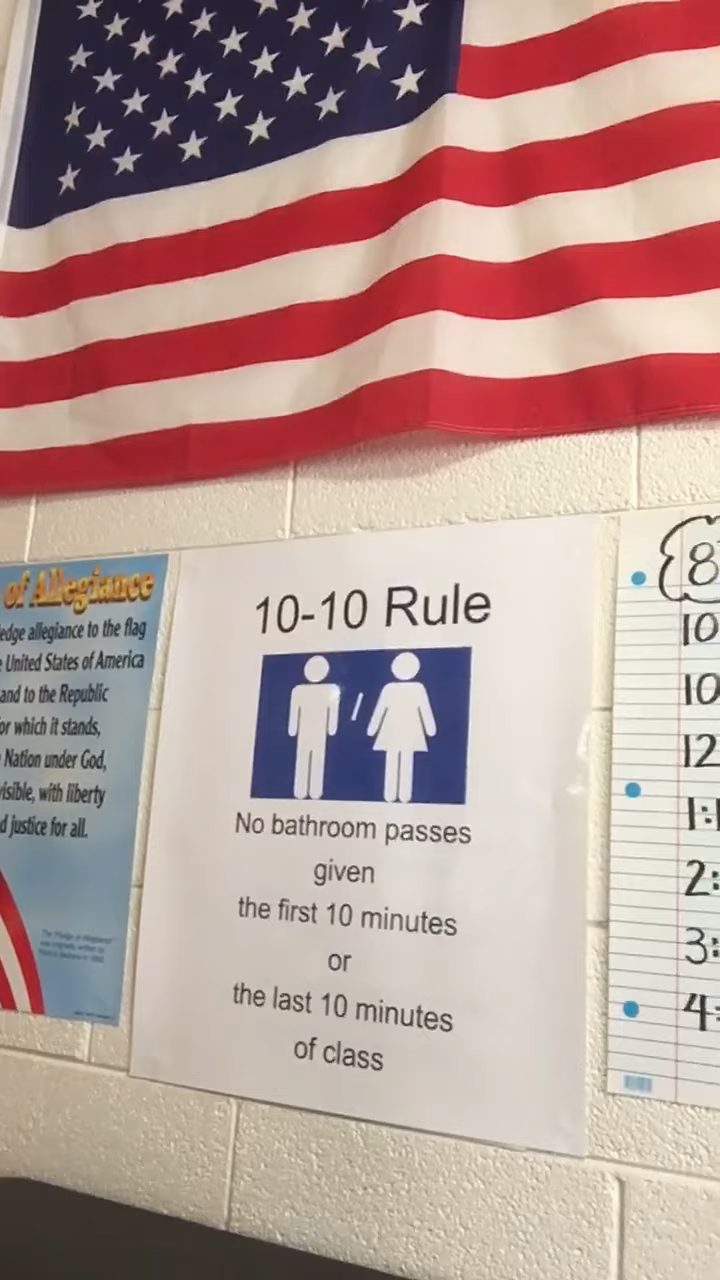 of Allegiance
edge allegiance to the flag
United States of America
and to the Republic
or which it stands,
Nation under God,
visible, with liberty
d justice for all.
10-10 Rule
/
No bathroom passes
given
the first 10 minutes
or
the last 10 minutes
of class
8
10
10
12
1:1
2:
3:
4: